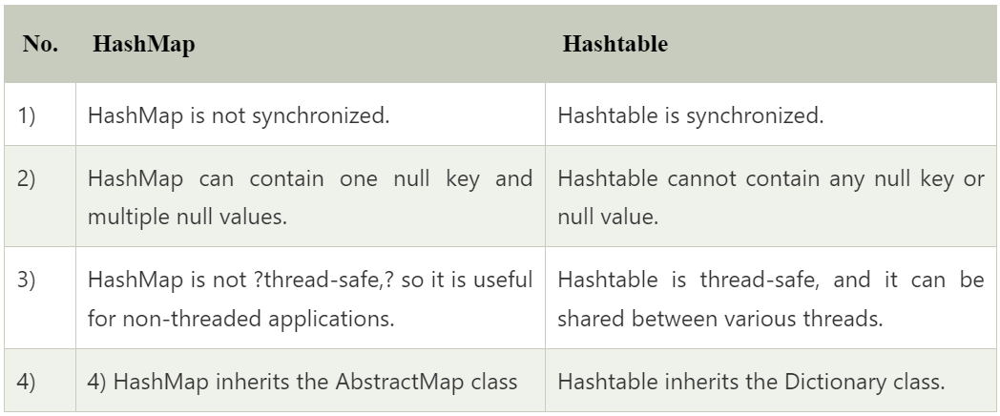 No. HashMap Hashtable
1) HashMap is not synchronized. Hashtable is synchronized.
2) HashMap can contain one null key and Hashtable cannot contain any null key or
multiple null values. null value.
3) HashMap is not ?thread-safe,? so it is useful Hashtable is thread-safe, and it can be
for non-threaded applications. shared between various threads.
4) 4) HashMap inherits the AbstractMap class Hashtable inherits the Dictionary class.